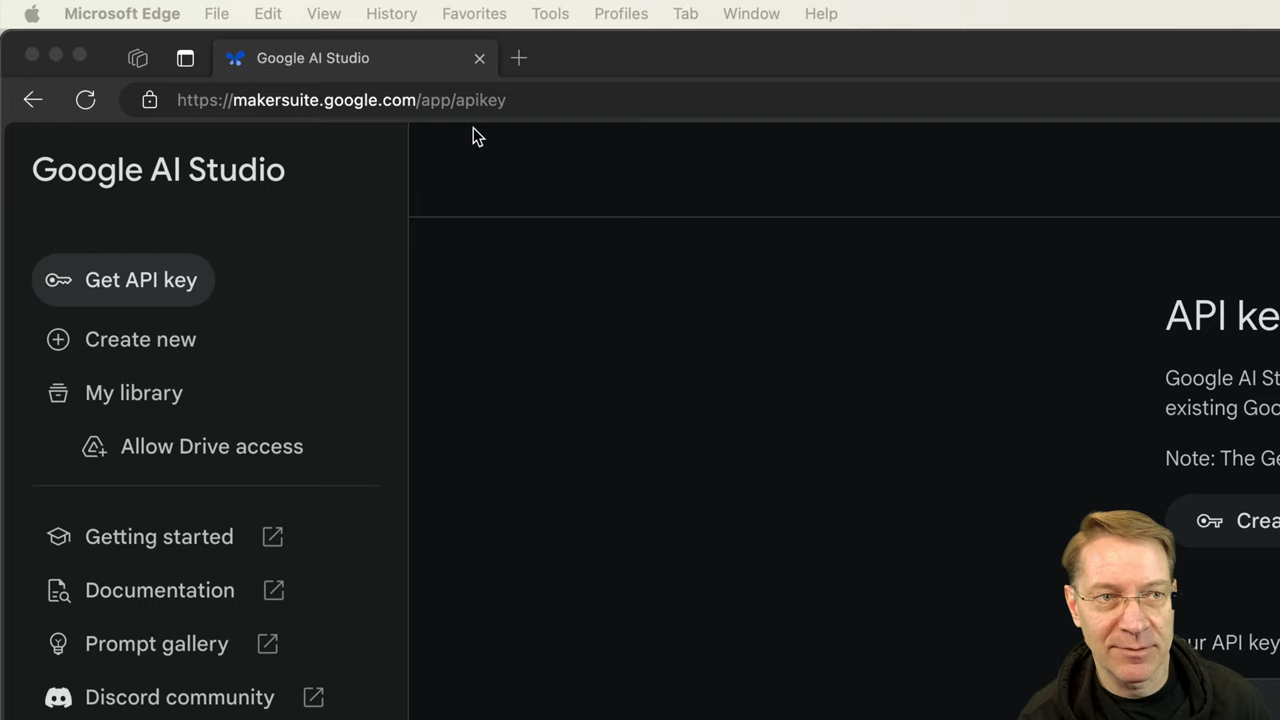 Microsoft Edge File Edit View History Favorites Tools Profiles Tab Window Help
Google AI Studio
https://makersuite.google.com/app/apikey
Google AI Studio
Get API key
Create new
My library
Allow Drive access
Getting started
Documentation
Prompt gallery
Discord community
API ke
Google AI St
existing Goo
Note: The Ge
Crea
ur API key